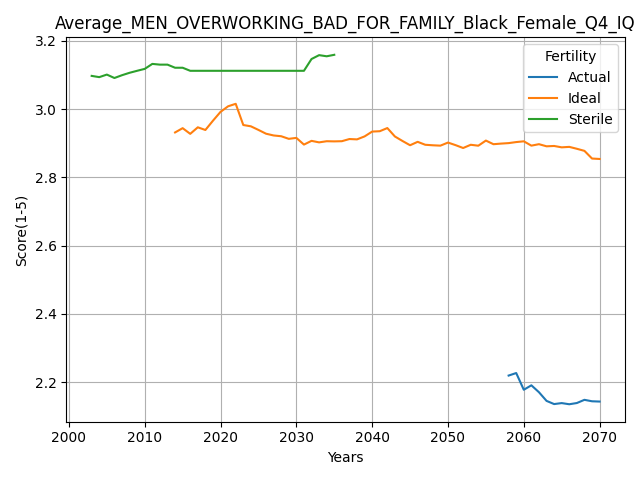 Average_MEN_OVERWORKING_BAD_FOR_FAMILY_Black_Female_Q4_IQ
3.2
3.0
2.8
2.6
2.4
2.2
Score(1-5)
Fertility
Actual
Ideal
Sterile
2000
2010
2020
2030
2040
2050
2060
2070
Years